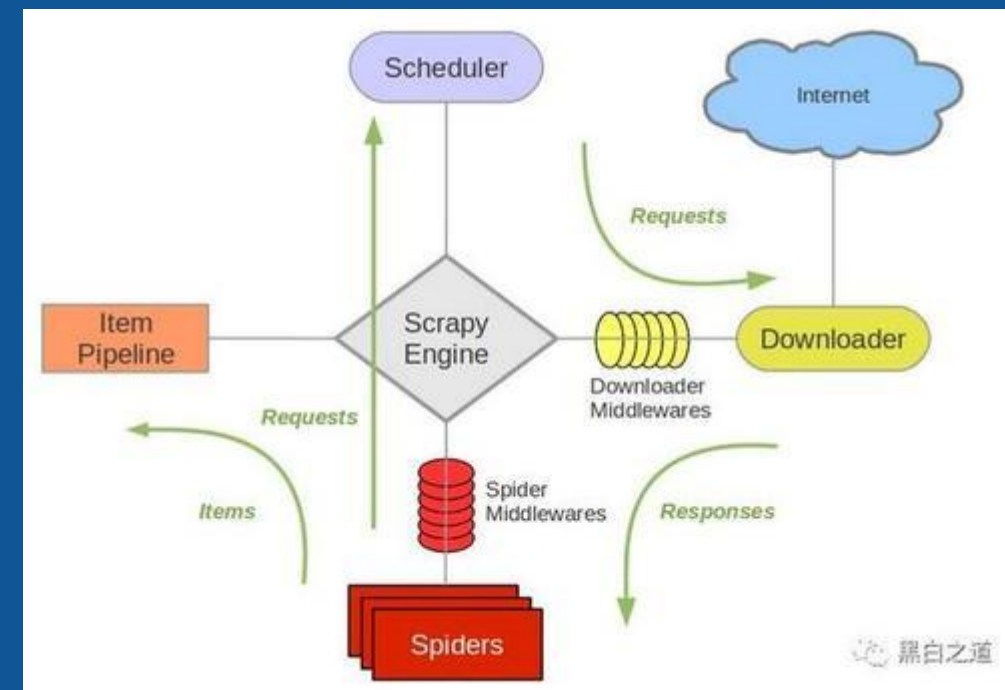 Scheduler
Internet
Requests
Item
Pipeline
Scrapy
Engine
Downloader
Downloader
Middlewares
Requests
Items
Spider
Middlewares
Responses
Spiders
黑白之道